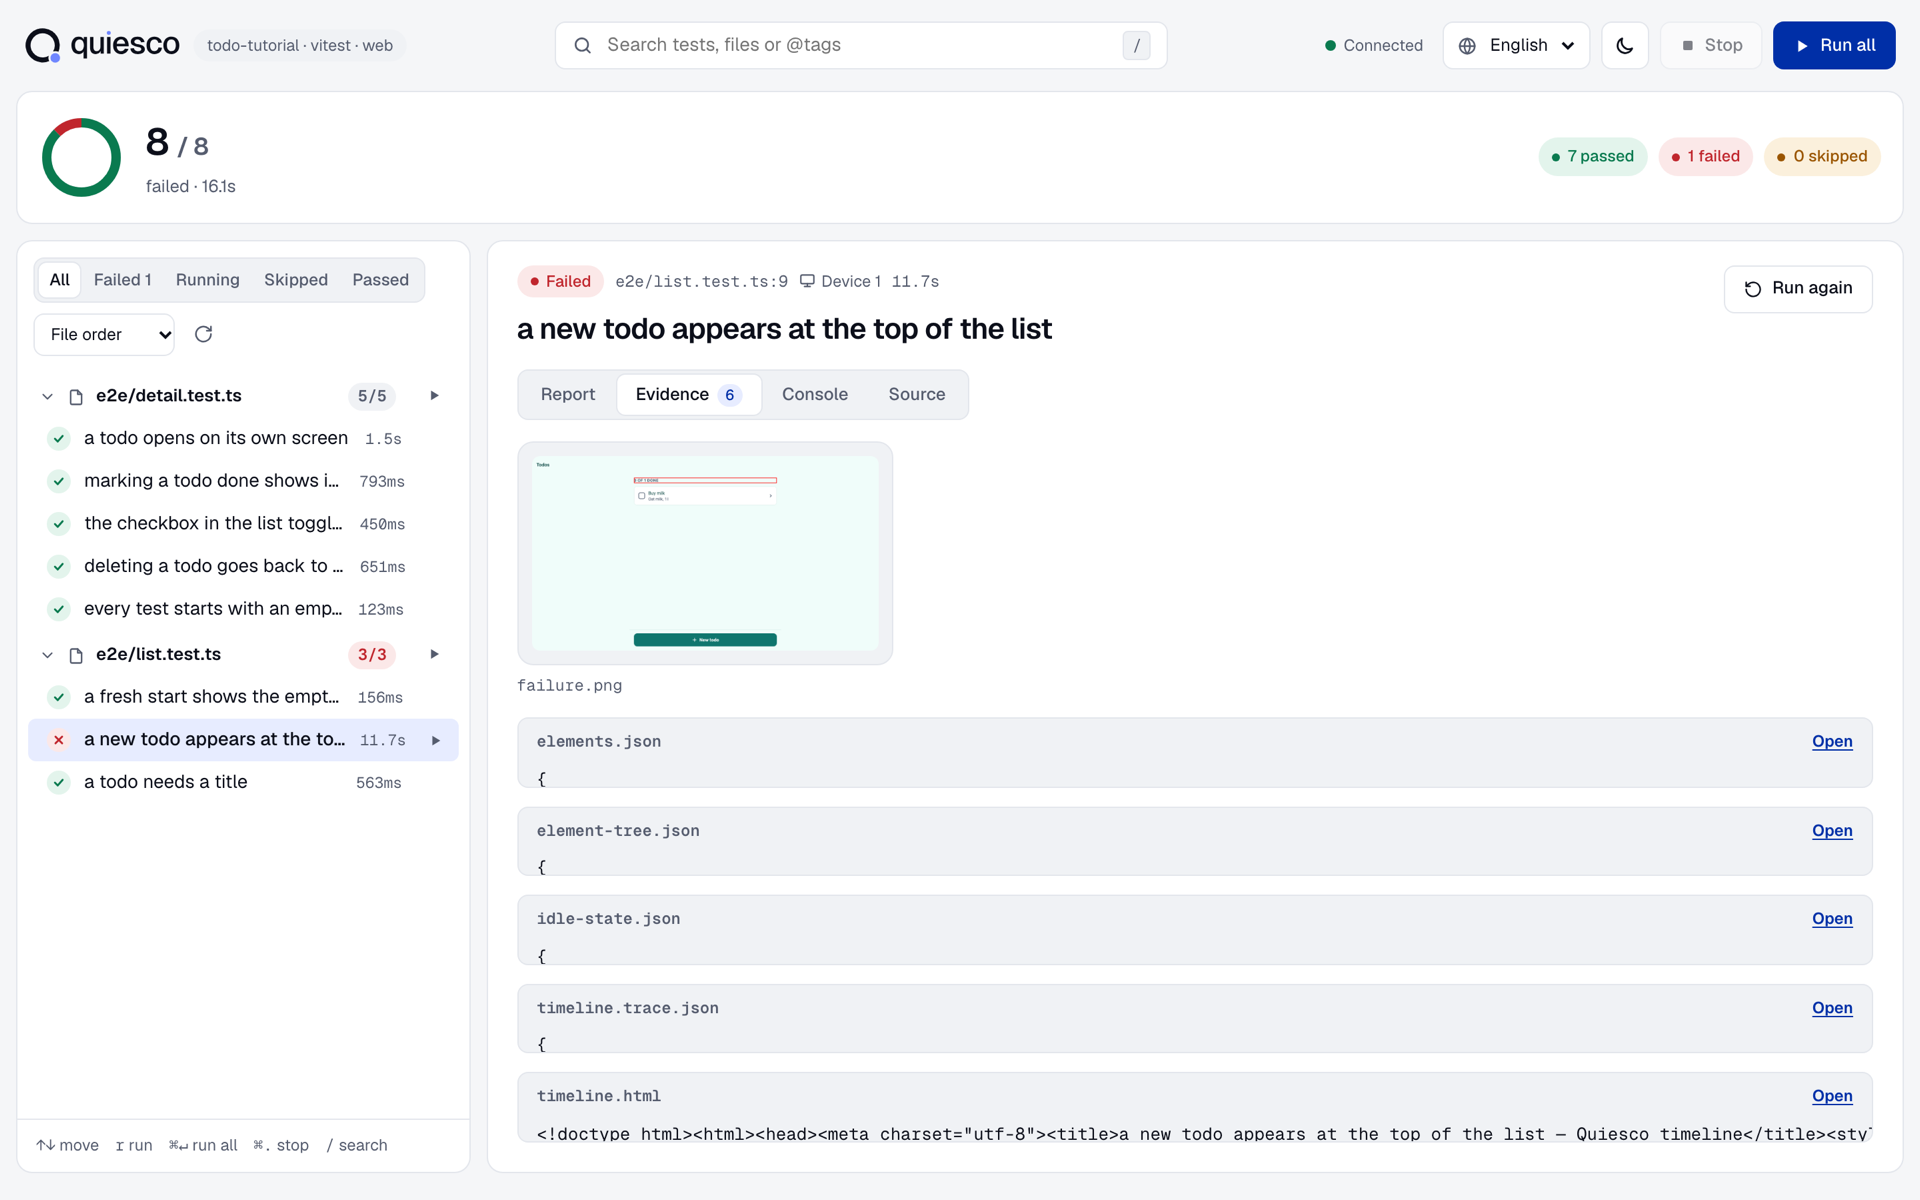 quiesco
todo-tutorial · vitest · web
Search tests, files or @tags
/
Connected
English
Stop
Run all
8 / 8
failed · 16.1s
7 passed
1 failed
0 skipped
All
Failed 1
Running
Skipped
Passed
File order
e2e/detail.test.ts 5/5
a todo opens on its own screen 1.5s
marking a todo done shows i... 793ms
the checkbox in the list toggl... 450ms
deleting a todo goes back to ... 651ms
every test starts with an emp... 123ms
e2e/list.test.ts 3/3
a fresh start shows the empt... 156ms
a new todo appears at the to... 11.7s
a todo needs a title 563ms
↑↓ move r run ⌘↵ run all ⌘. stop / search
Failed e2e/list.test.ts:9 Device 1 11.7s
Run again
a new todo appears at the top of the list
Report
Evidence 6
Console
Source
Todos
OF 1 DONE
Buy milk
+ New todo
failure.png
elements.json Open
{
element-tree.json Open
{
idle-state.json Open
{
timeline.trace.json Open
{
timeline.html Open
<!doctype html><html><head><meta charset="utf-8"><title>a new todo appears at the top of the list — Quiesco timeline</title><sty